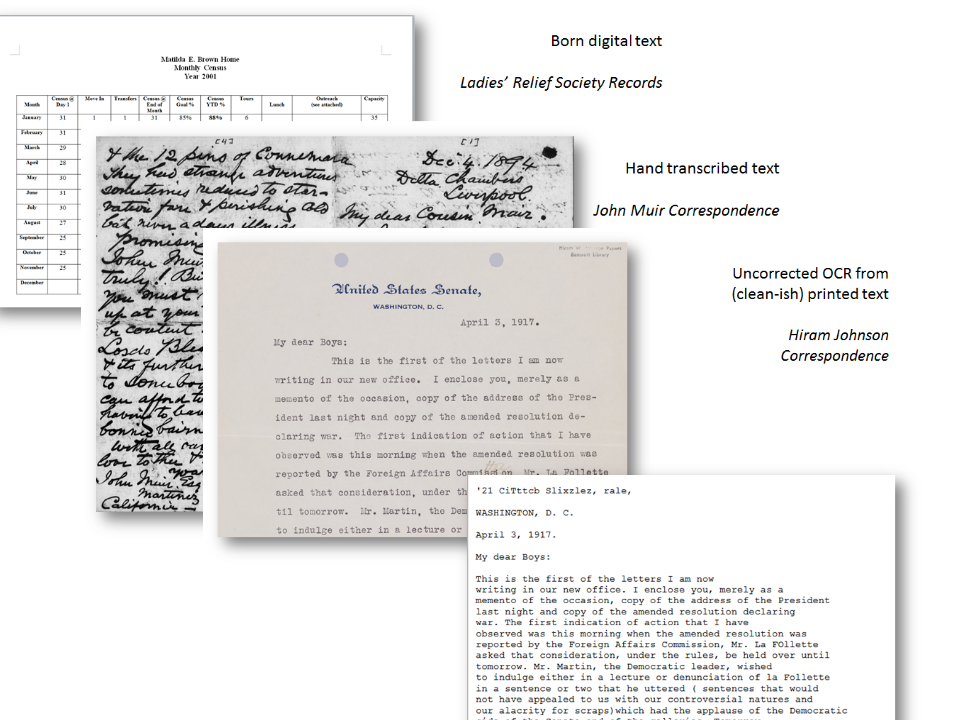 Born digital text
Ladies' Relief Society Records
Matilda E. Brown Home
Monthly Census
Year 2001
Month Census @ Day 1 Move In Transfers Census @ End of Month Census Goal % Census YTD % Tours Lunch Outreach (see attached) Capacity
January 31 1 1 31 85% 88% 6 35
February 31
March 29
April 28
May 30
June 31
July 30
August 27
September 25
October 25
November 25
December
Hand transcribed text
John Muir Correspondence
[4]
& the 12 pins of Connemara
They had strange adventures
sometimes reduced to star-
vation fare & perishing cold
but never a days illness
promising
John Muir
truly! But
you must
up at your
be content
Lords Bles
& its further
to some boy
can afford to
having to
bonnie bairn
with all
love to thee &
John Muir. Esq
Martinez
California
[1]
Dec. 4. 1894
Delta Chambers
Liverpool.
My dear Cousin Mair.
Uncorrected OCR from
(clean-ish) printed text
Hiram Johnson
Correspondence
Bancroft Library
United States Senate,
WASHINGTON, D. C.
April 3, 1917.
My dear Boys:
This is the first of the letters I am now
writing in our new office. I enclose you, merely as a
memento of the occasion, copy of the address of the Pres-
ident last night and copy of the amended resolution de-
claring war. The first indication of action that I have
observed was this morning when the amended resolution was
reported by the Foreign Affairs Commission, Mr. La Follette
asked that consideration, under th
til tomorrow. Mr. Martin, the Dem
to indulge either in a lecture or
'21 CiTttcb Slixzlez, rale,
WASHINGTON, D. C.
April 3, 1917.
My dear Boys:
This is the first of the letters I am now
writing in our new office. I enclose you, merely as a
memento of the occasion, copy of the address of the President
last night and copy of the amended resolution declaring
war. The first indication of action that I have
observed was this morning when the amended resolution was
reported by the Foreign Affairs Commission, Mr. La FOllette
asked that consideration, under the rules, be held over until
tomorrow. Mr. Martin, the Democratic leader, wished
to indulge either in a lecture or denunciation of la Follette
in a sentence or two that he uttered ( sentences that would
not have appealed to us with our controversial natures and
our alacrity for scraps)which had the applause of the Democratic